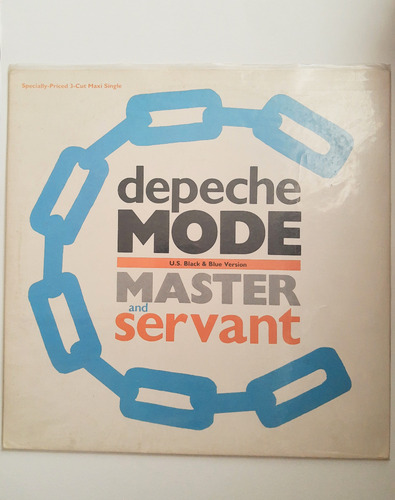 Specially-Priced 3-Cut Maxi Single
depeche
MODE
U.S. Black & Blue Version
MASTER
and
servant